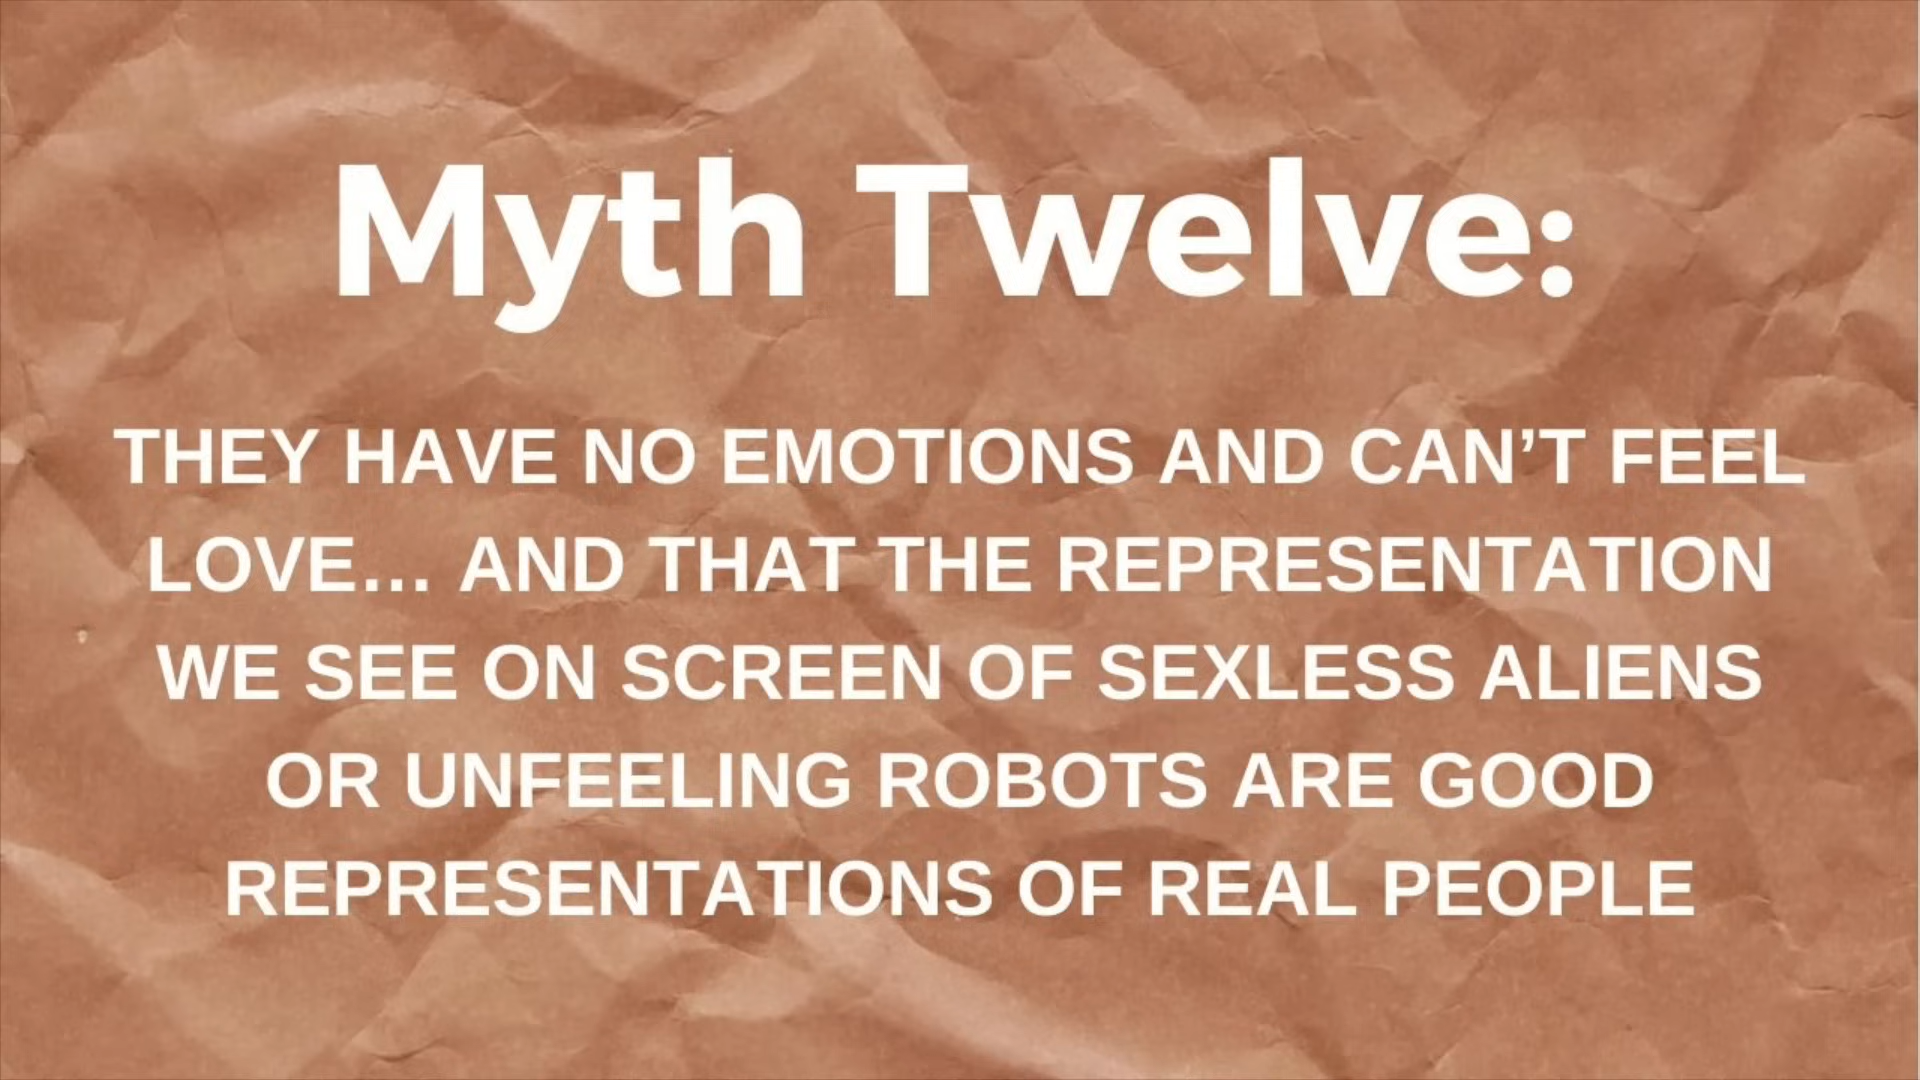 Myth Twelve:
THEY HAVE NO EMOTIONS AND CAN’T FEEL
LOVE... AND THAT THE REPRESENTATION
WE SEE ON SCREEN OF SEXLESS ALIENS
OR UNFEELING ROBOTS ARE GOOD
REPRESENTATIONS OF REAL PEOPLE